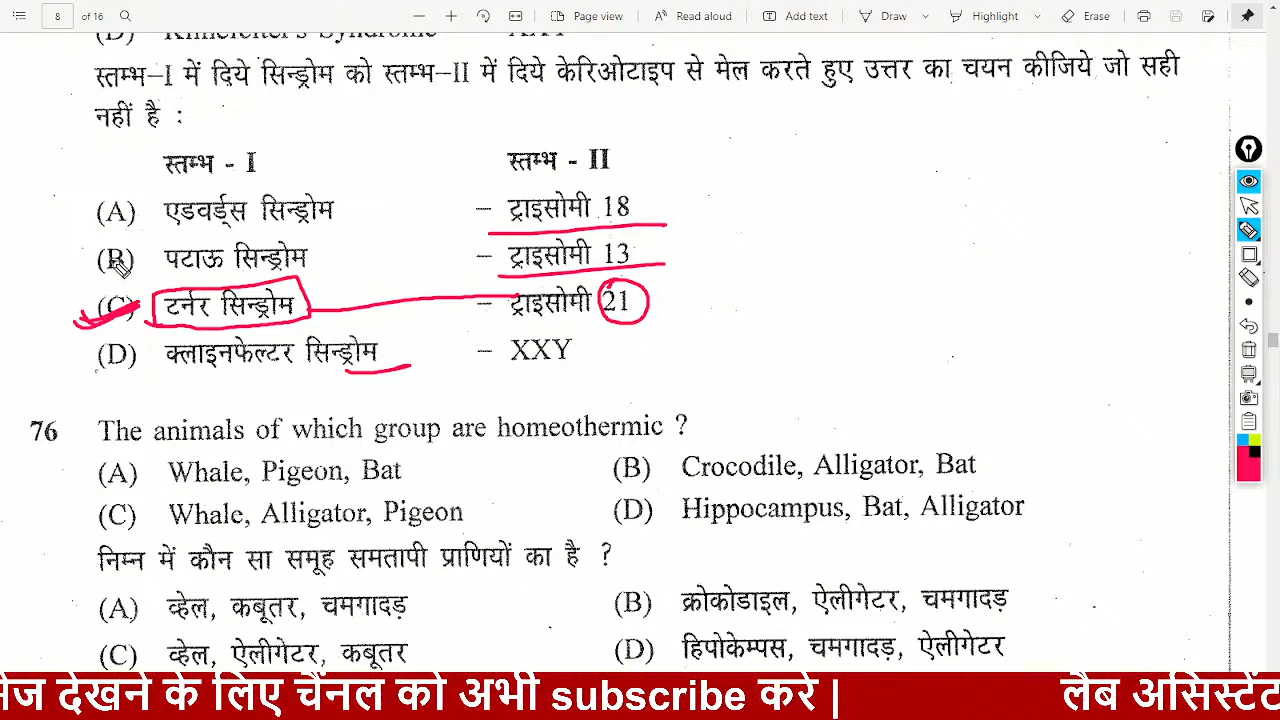 8 of 16 Page view Read aloud Add text Draw Highlight Erase
(D) Klinefelter's Syndrome XXY
स्तम्भ-I में दिये सिन्ड्रोम को स्तम्भ-II में दिये केरिओटाइप से मेल करते हुए उत्तर का चयन कीजिये जो सही
नहीं है :
स्तम्भ - I स्तम्भ - II
(A) एडवर्ड्स सिन्ड्रोम – ट्राइसोमी 18
(B) पटाऊ सिन्ड्रोम – ट्राइसोमी 13
(C) टर्नर सिन्ड्रोम – ट्राइसोमी 21
(D) क्लाइनफेल्टर सिन्ड्रोम – XXY
76 The animals of which group are homeothermic ?
(A) Whale, Pigeon, Bat (B) Crocodile, Alligator, Bat
(C) Whale, Alligator, Pigeon (D) Hippocampus, Bat, Alligator
निम्न में कौन सा समूह समतापी प्राणियों का है ?
(A) व्हेल, कबूतर, चमगादड़ (B) क्रोकोडाइल, ऐलीगेटर, चमगादड़
(C) व्हेल, ऐलीगेटर, कबूतर (D) हिपोकेम्पस, चमगादड़, ऐलीगेटर
मेज देखने के लिए चैंनल को अभी subscribe करे | लैब असिस्टेंट